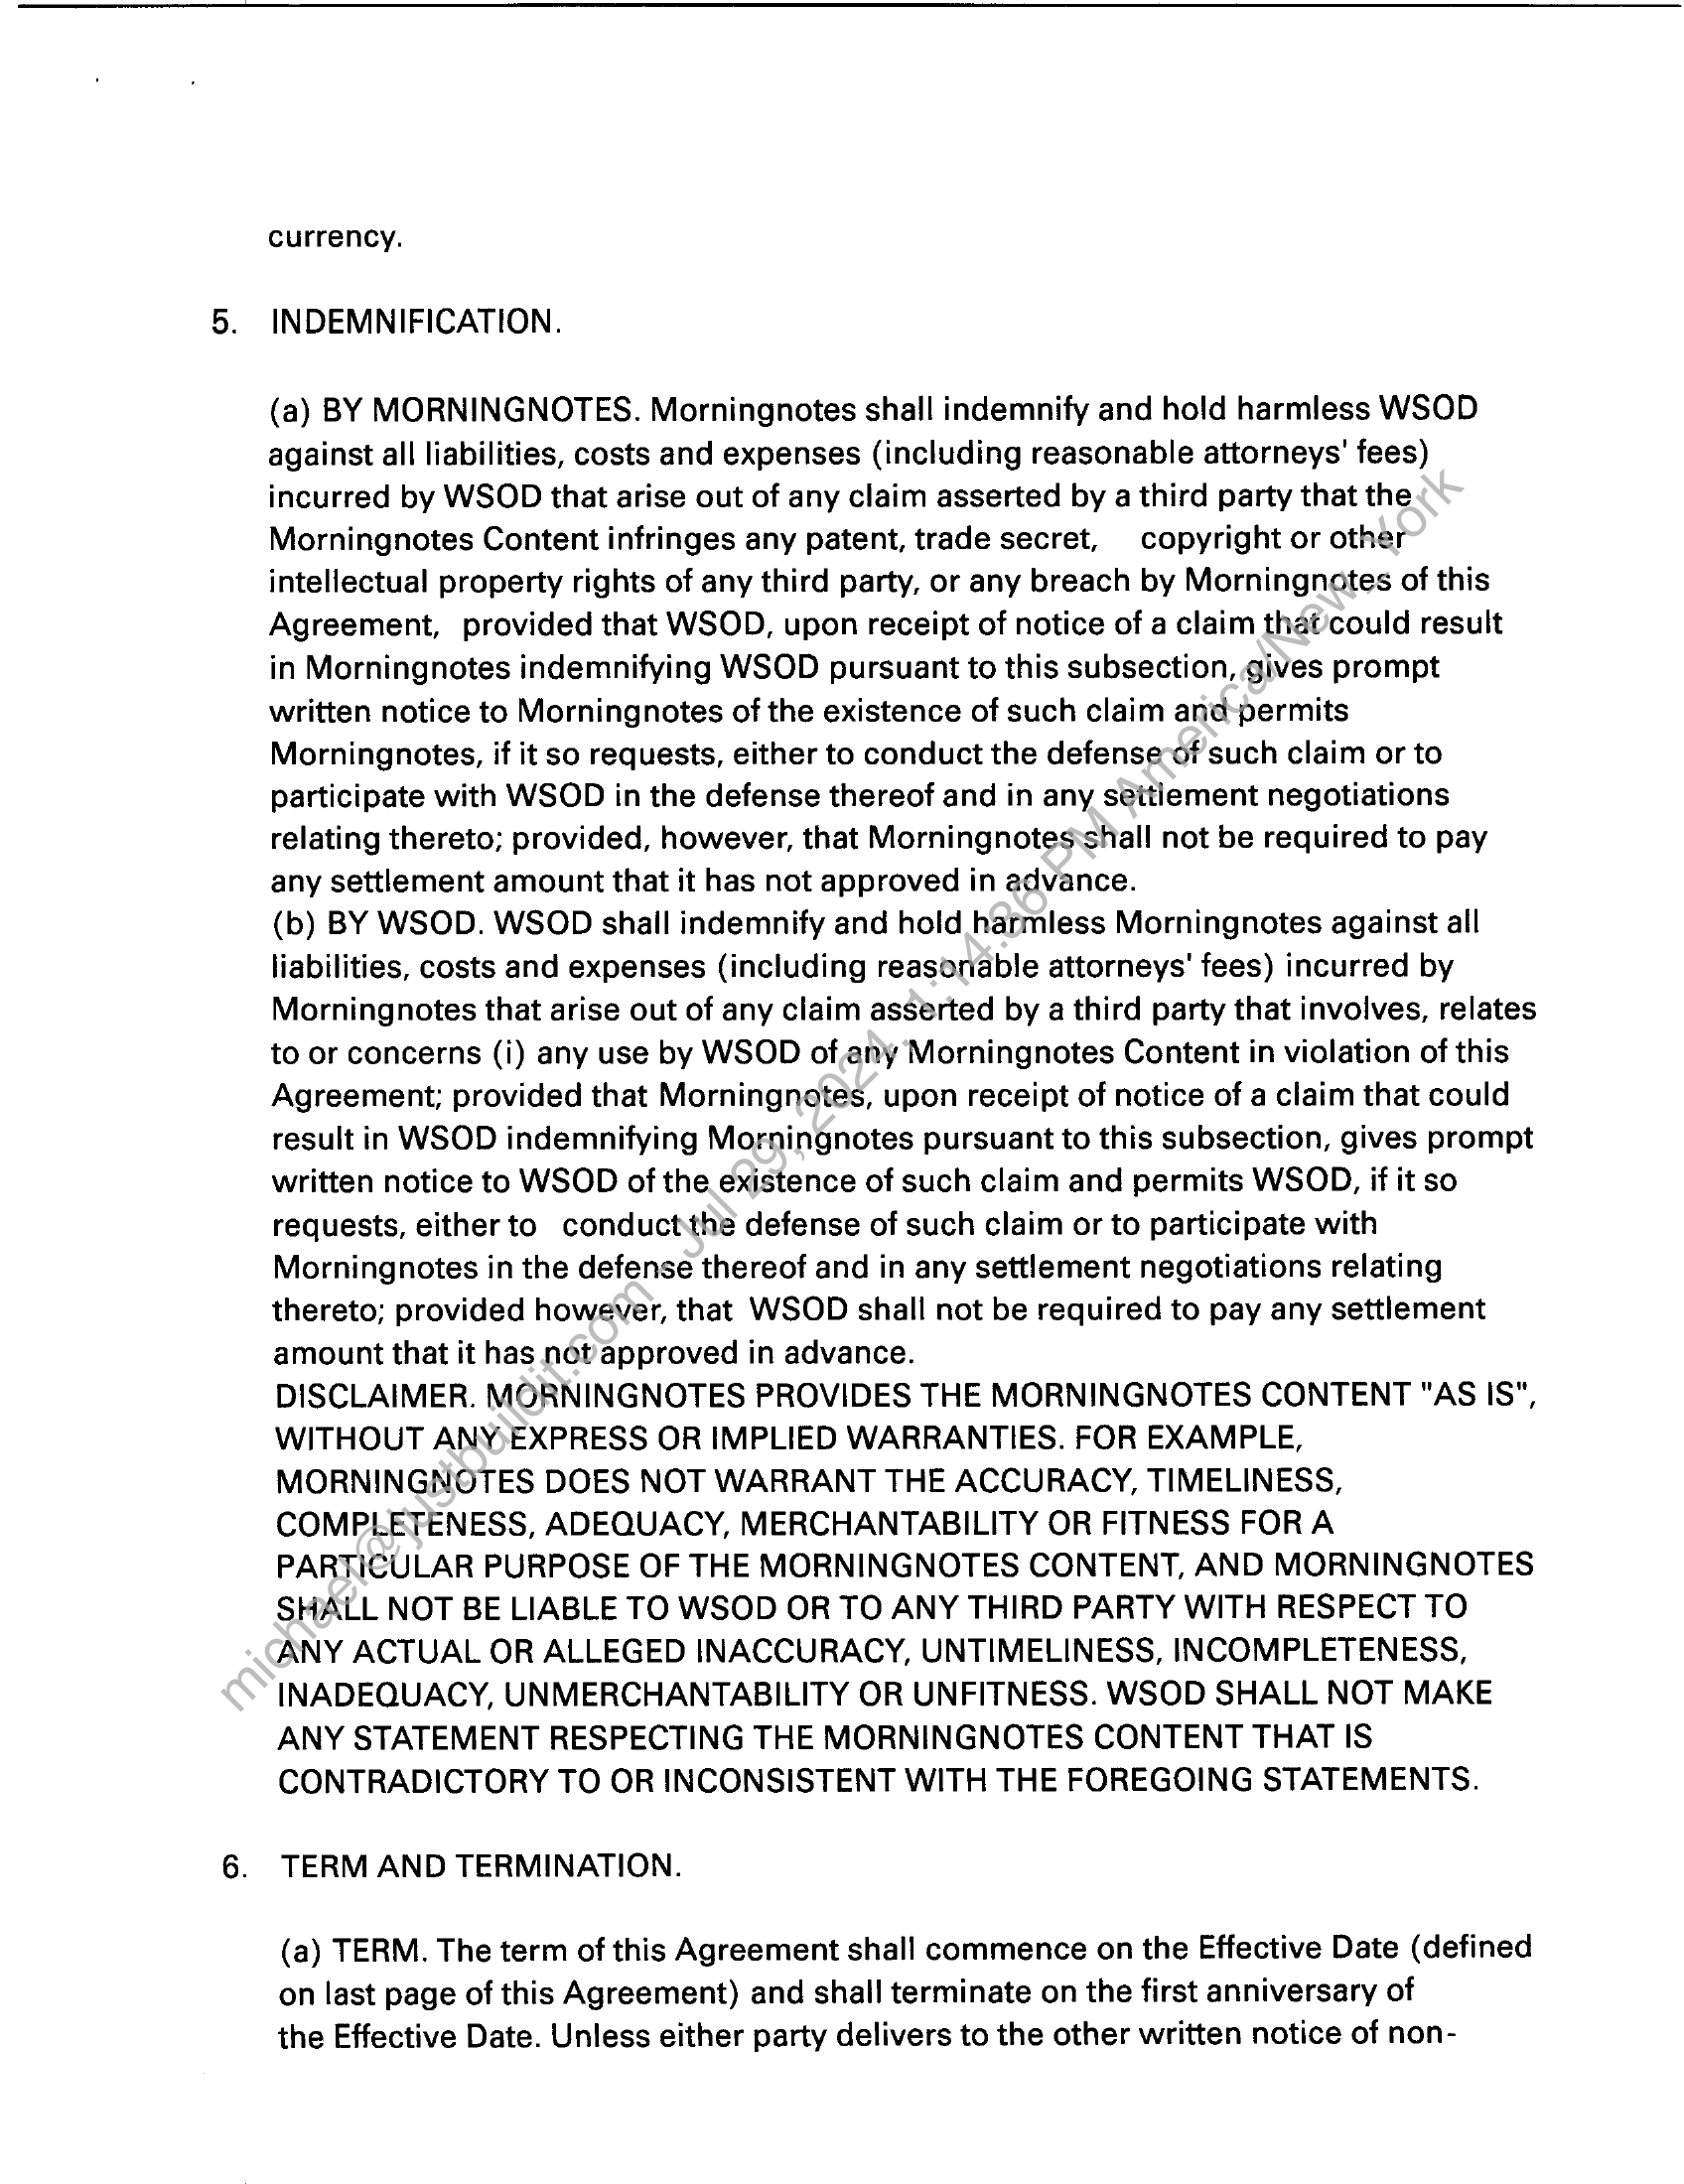 currency.
5. INDEMNIFICATION.
(a) BY MORNINGNOTES. Morningnotes shall indemnify and hold harmless WSOD
against all liabilities, costs and expenses (including reasonable attorneys' fees)
incurred by WSOD that arise out of any claim asserted by a third party that the
Morningnotes Content infringes any patent, trade secret, copyright or other
intellectual property rights of any third party, or any breach by Morningnotes of this
Agreement, provided that WSOD, upon receipt of notice of a claim that could result
in Morningnotes indemnifying WSOD pursuant to this subsection, gives prompt
written notice to Morningnotes of the existence of such claim and permits
Morningnotes, if it so requests, either to conduct the defense of such claim or to
participate with WSOD in the defense thereof and in any settlement negotiations
relating thereto; provided, however, that Morningnotes shall not be required to pay
any settlement amount that it has not approved in advance.
(b) BY WSOD. WSOD shall indemnify and hold harmless Morningnotes against all
liabilities, costs and expenses (including reasonable attorneys' fees) incurred by
Morningnotes that arise out of any claim asserted by a third party that involves, relates
to or concerns (i) any use by WSOD of any Morningnotes Content in violation of this
Agreement; provided that Morningnotes, upon receipt of notice of a claim that could
result in WSOD indemnifying Morningnotes pursuant to this subsection, gives prompt
written notice to WSOD of the existence of such claim and permits WSOD, if it so
requests, either to conduct the defense of such claim or to participate with
Morningnotes in the defense thereof and in any settlement negotiations relating
thereto; provided however, that WSOD shall not be required to pay any settlement
amount that it has not approved in advance.
DISCLAIMER. MORNINGNOTES PROVIDES THE MORNINGNOTES CONTENT "AS IS",
WITHOUT ANY EXPRESS OR IMPLIED WARRANTIES. FOR EXAMPLE,
MORNINGNOTES DOES NOT WARRANT THE ACCURACY, TIMELINESS,
COMPLETENESS, ADEQUACY, MERCHANTABILITY OR FITNESS FOR A
PARTICULAR PURPOSE OF THE MORNINGNOTES CONTENT, AND MORNINGNOTES
SHALL NOT BE LIABLE TO WSOD OR TO ANY THIRD PARTY WITH RESPECT TO
ANY ACTUAL OR ALLEGED INACCURACY, UNTIMELINESS, INCOMPLETENESS,
INADEQUACY, UNMERCHANTABILITY OR UNFITNESS. WSOD SHALL NOT MAKE
ANY STATEMENT RESPECTING THE MORNINGNOTES CONTENT THAT IS
CONTRADICTORY TO OR INCONSISTENT WITH THE FOREGOING STATEMENTS.
6. TERM AND TERMINATION.
(a) TERM. The term of this Agreement shall commence on the Effective Date (defined
on last page of this Agreement) and shall terminate on the first anniversary of
the Effective Date. Unless either party delivers to the other written notice of non-
michael@justbuildit.com - Jul 29, 2024, 1:14:36 PM America/New_York